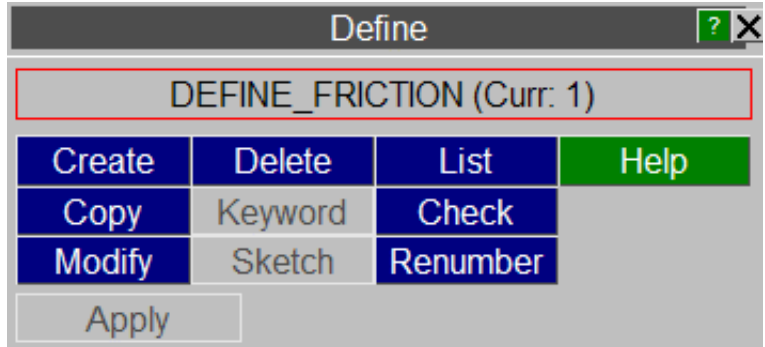 Define ?
DEFINE_FRICTION (Curr: 1)
Create Delete List Help
Copy Keyword Check
Modify Sketch Renumber
Apply